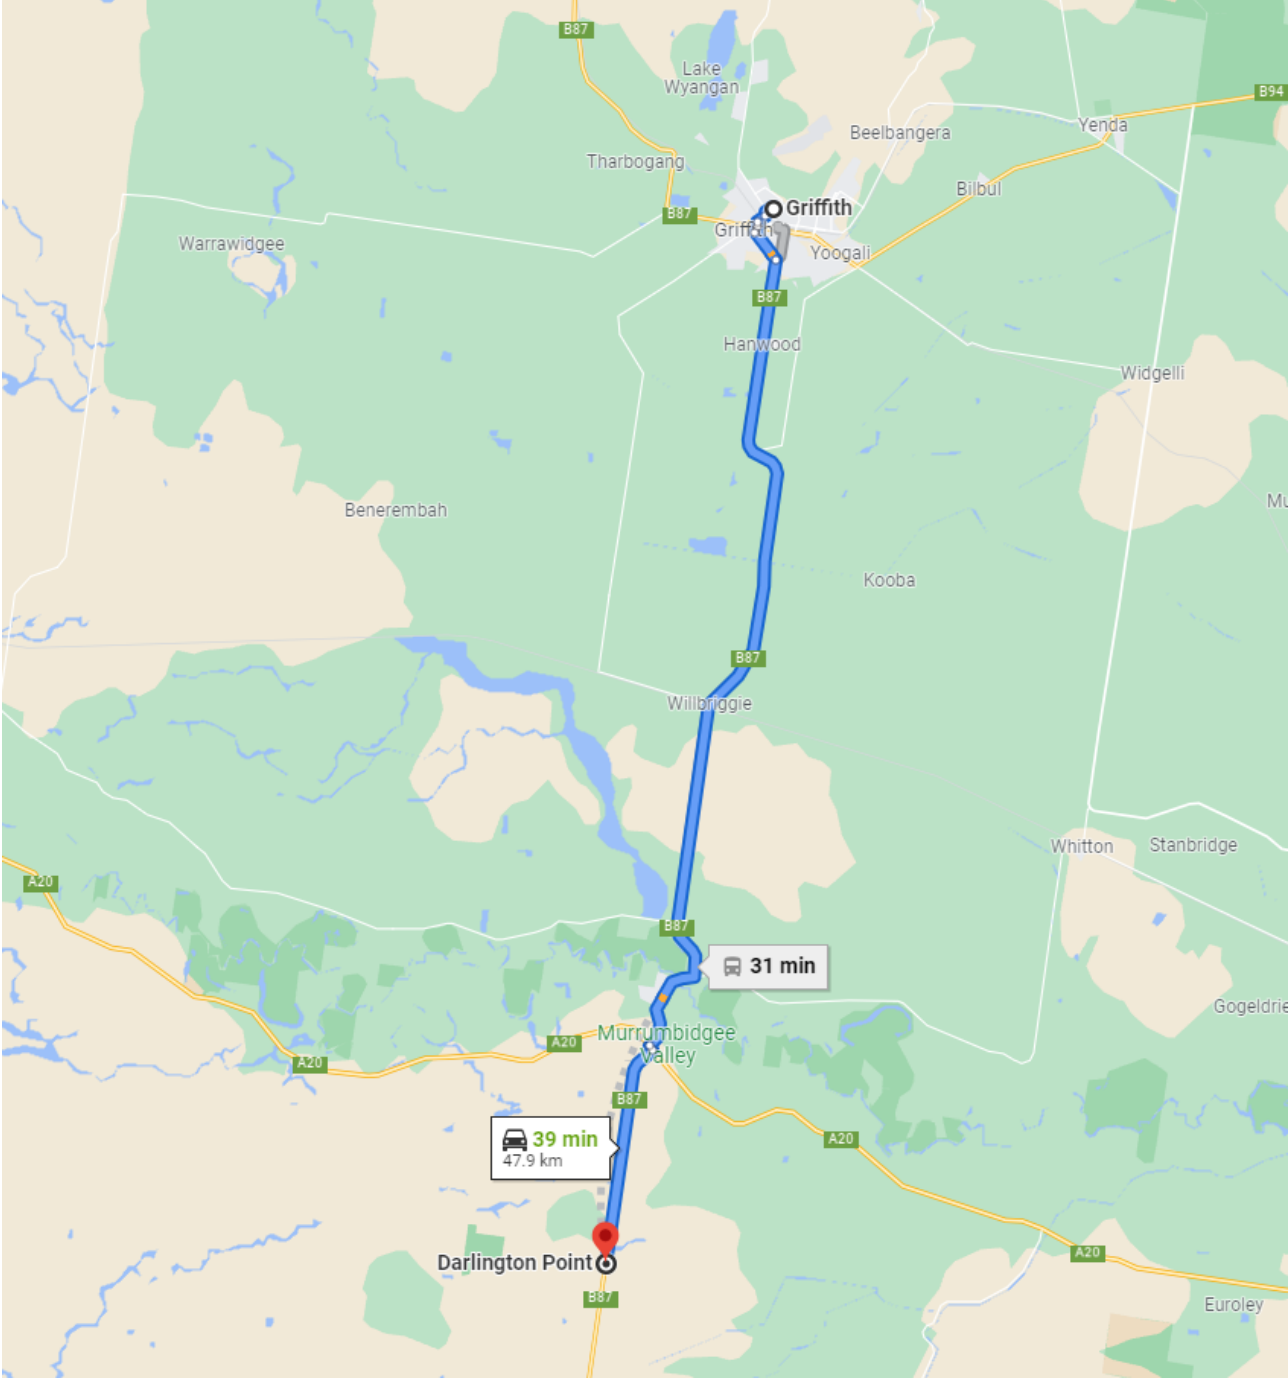 B87
Lake
Wyangan
B94
Yenda
Beelbangera
Tharbogang
Bilbul
B87
Griffith
Griffith
Warrawidgee
Yoogali
B87
Hanwood
Widgelli
Benerembah
Mu
Kooba
B87
Willbriggie
Whitton
Stanbridge
A20
B87
31 min
Gogeldrie
Murrumbidgee
Valley
A20
A20
B87
39 min
47.9 km
A20
Darlington Point
A20
B87
Euroley